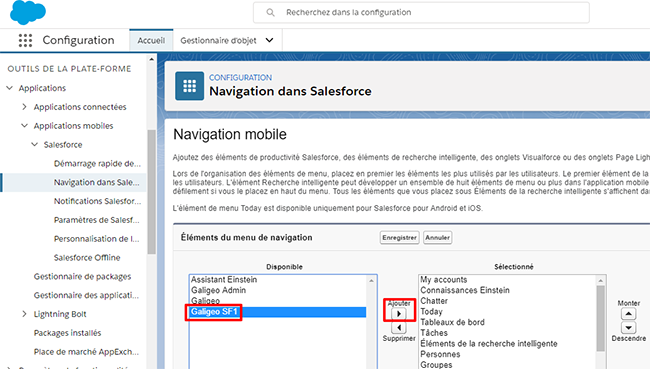 Recherchez dans la configuration
Configuration
Accueil
Gestionnaire d'objet
OUTILS DE LA PLATE-FORME
Applications
Applications connectées
Applications mobiles
Salesforce
Démarrage rapide de...
Navigation dans Sale...
Notifications Salesfor...
Paramètres de Salesf...
Personnalisation de l...
Salesforce Offline
Gestionnaire de packages
Gestionnaire des applicati...
Lightning Bolt
Packages installés
Place de marché AppExch...
CONFIGURATION
Navigation dans Salesforce
Navigation mobile
Ajoutez des éléments de productivité Salesforce, des éléments de recherche intelligente, des onglets Visualforce ou des onglets Page Ligh
Lors de l'organisation des éléments de menu, placez en premier les éléments les plus utilisés par les utilisateurs. Le premier élément de la
les utilisateurs. L'élément Recherche intelligente peut développer un ensemble de huit éléments de menu ou plus dans l'application mobile
défilement si vous le placez en haut du menu. Tous les éléments que vous placez sous Éléments de la recherche intelligente s'affichent da
L'élément de menu Today est disponible uniquement pour Salesforce pour Android et iOS.
Éléments du menu de navigation
Enregistrer
Annuler
Disponible
Assistant Einstein
Galigeo Admin
Galigeo
Galigeo SF1
Ajouter
Supprimer
Sélectionné
My accounts
Connaissances Einstein
Chatter
Today
Tableaux de bord
Tâches
Éléments de la recherche intelligente
Personnes
Groupes
Monter
Descendre